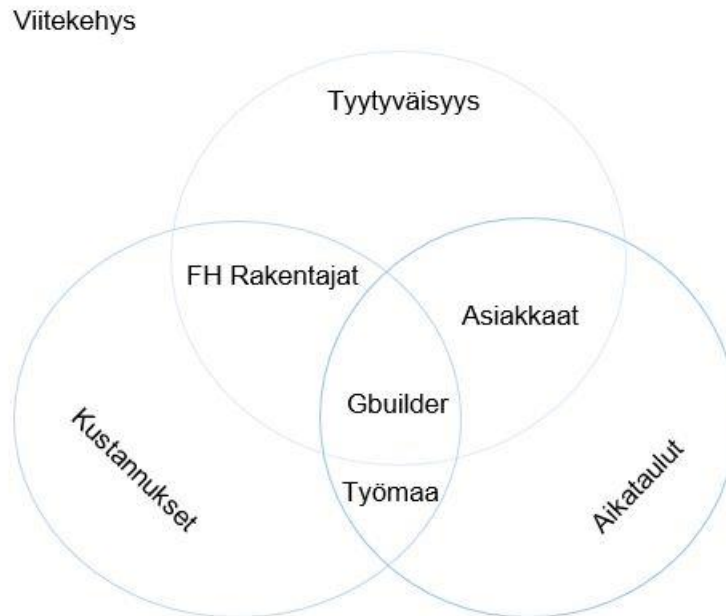 Viitekehys
Tyytyväisyys
FH Rakentajat
Asiakkaat
Gbuilder
Kustannukset
Työmaa
Aikataulut